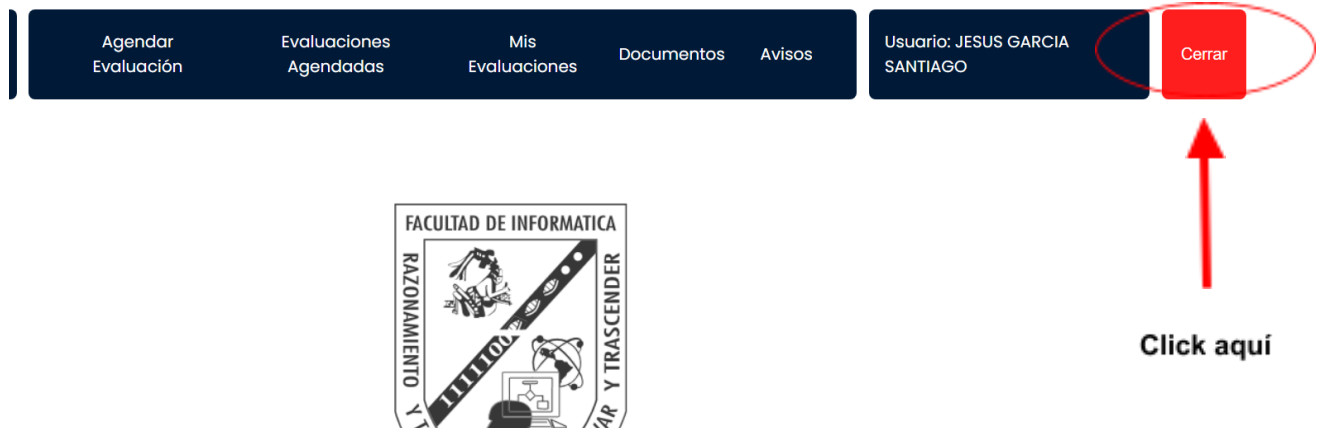 Agendar
Evaluación
Evaluaciones
Agendadas
Mis
Evaluaciones
Documentos
Avisos
Usuario: JESUS GARCIA
SANTIAGO
Cerrar
Click aquí
FACULTAD DE INFORMATICA
RAZONAMIENTO Y
Y TRASCENDER
1111100